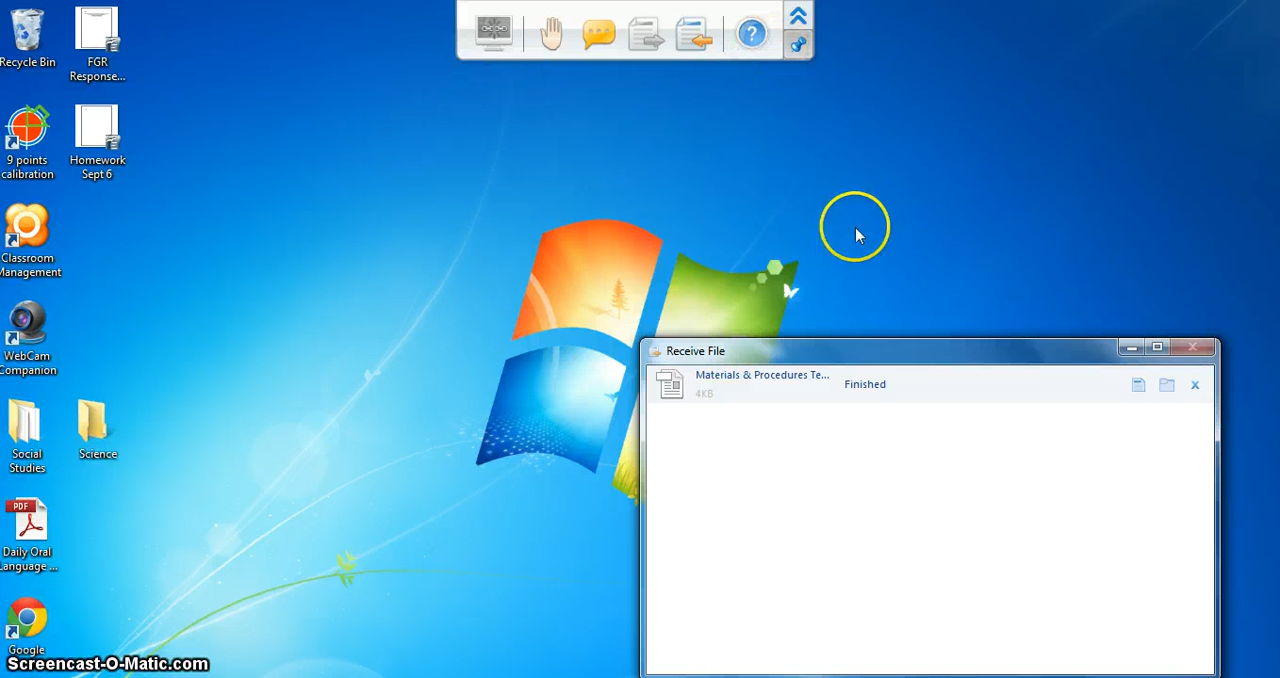 Recycle Bin
FGR
Response...
9 points
calibration
Homework
Sept 6
Classroom
Management
WebCam
Companion
Social
Studies
Science
PDF
Daily Oral
Language ...
Google
?
Receive File
Materials & Procedures Te...
4KB
Finished
Screencast-O-Matic.com